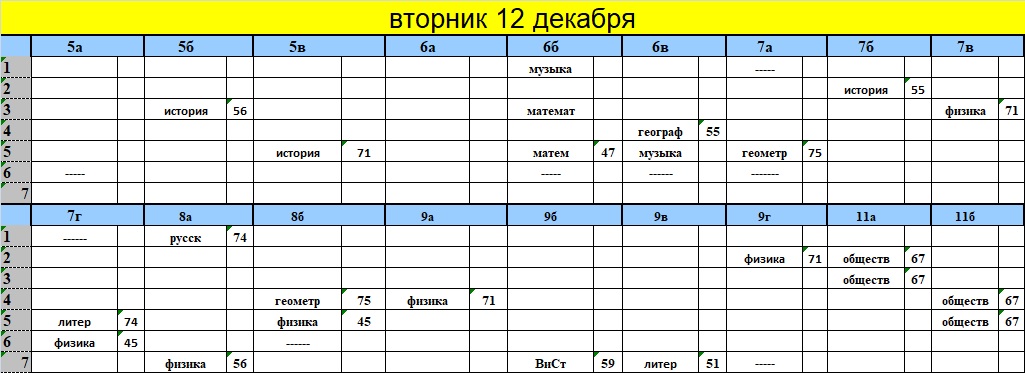 вторник 12 декабря
5а 5б 5в 6а 6б 6в 7а 7б 7в
1 музыка -----
2 история 55
3 история 56 математ физика 71
4 географ 55
5 история 71 матем 47 музыка геометр 75
6 ----- ----- ------ -------
7
7г 8а 8б 9а 9б 9в 9г 11а 11б
1 ------ русск 74
2 физика 71 обществ 67
3 обществ 67
4 геометр 75 физика 71 обществ 67
5 литер 74 физика 45 обществ 67
6 физика 45 ------
7 физика 56 ВиСт 59 литер 51 -----